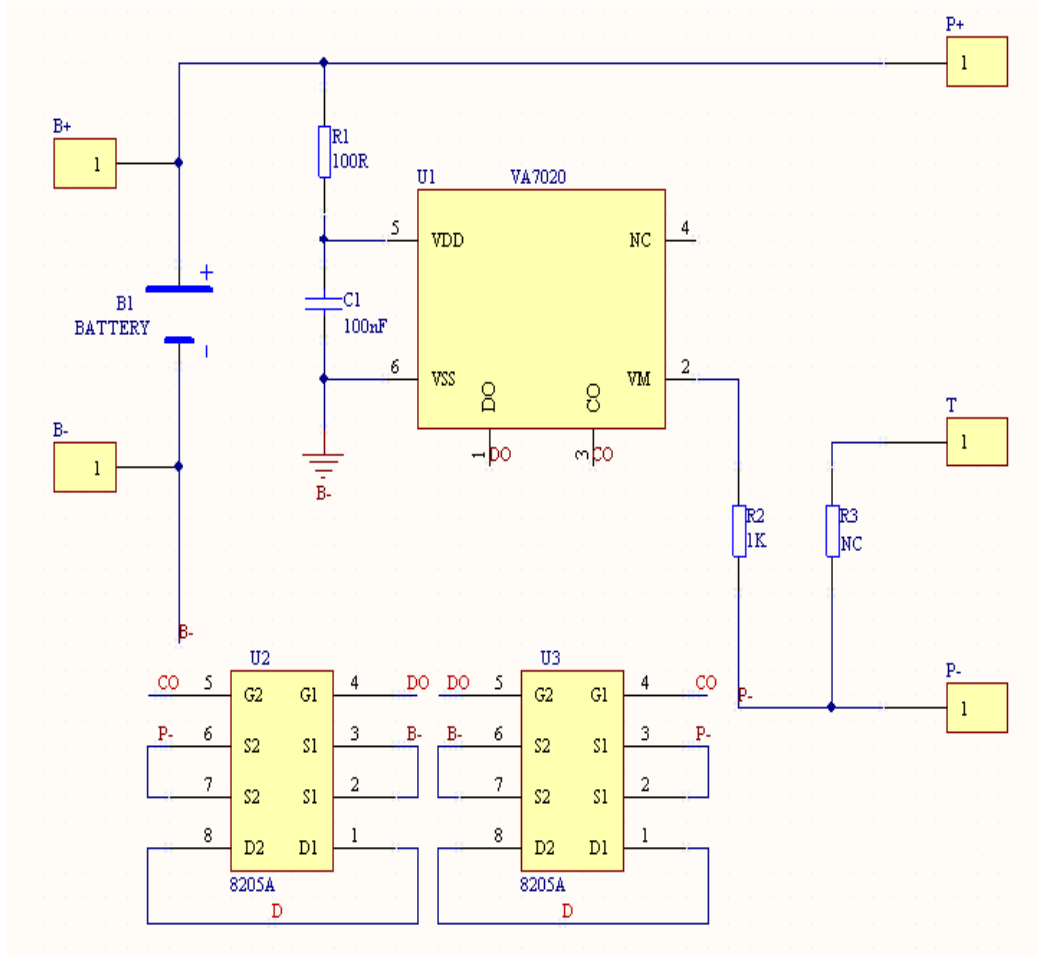 P+
1
B+
1
R1
100R
U1
VA7020
5
VDD
NC
4
B1
BATTERY
+
-
C1
100nF
6
VSS
DO
CO
VM
2
1
DO
3
CO
B-
T
1
B-
1
R2
1K
R3
NC
B-
U2
CO
5
G2
G1
4
DO
P-
6
S2
S1
3
B-
7
S2
S1
2
8
D2
D1
1
8205A
D
U3
DO
5
G2
G1
4
CO
B-
6
S2
S1
3
P-
7
S2
S1
2
8
D2
D1
1
8205A
D
P-
P-
1